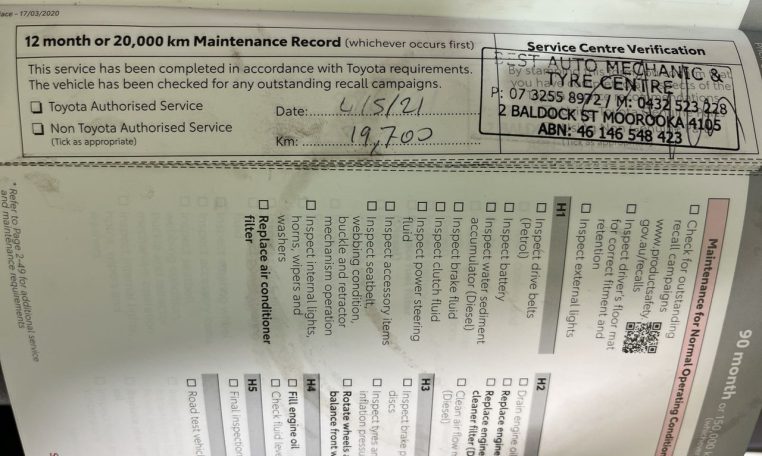 ace – 17/03/2020
12 month or 20,000 km Maintenance Record (whichever occurs first)
This service has been completed in accordance with Toyota requirements.
The vehicle has been checked for any outstanding recall campaigns.
Toyota Authorised Service
Non Toyota Authorised Service
(Tick as appropriate)
Date: 4/5/21
Km: 19,700
Service Centre Verification
BEST AUTO MECHANIC &
TYRE CENTRE
P: 07 3255 8972 / M: 0432 523 228
2 BALDOCK ST MOOROOKA 4105
ABN: 46 146 548 423
90 month or 150,000
Maintenance for Normal Operating Condition
Check for outstanding
recall campaigns
www.productsafety.
gov.au/recalls
Inspect driver's floor mat
for correct fitment and
retention
Inspect external lights
H1
Inspect drive belts
(Petrol)
Inspect battery
Inspect water sediment
accumulator (Diesel)
Inspect brake fluid
Inspect clutch fluid
Inspect power steering
fluid
Inspect accessory items
Inspect seatbelt,
webbing condition,
buckle and retractor
mechanism operation
Inspect internal lights,
horns, wipers and
washers
Replace air conditioner
filter
H2
Drain engine oil
Replace engine
Replace engine
cleaner filter (D
Clean air flow m
(Diesel)
H3
Inspect brake p
discs
Inspect tyres an
inflation pressu
Rotate wheels a
balance front w
H4
Fill engine oil
Check fluid leve
H5
Final inspection
Road test vehicl
* Refer to Page 2-49 for additional service
and maintenance requirements